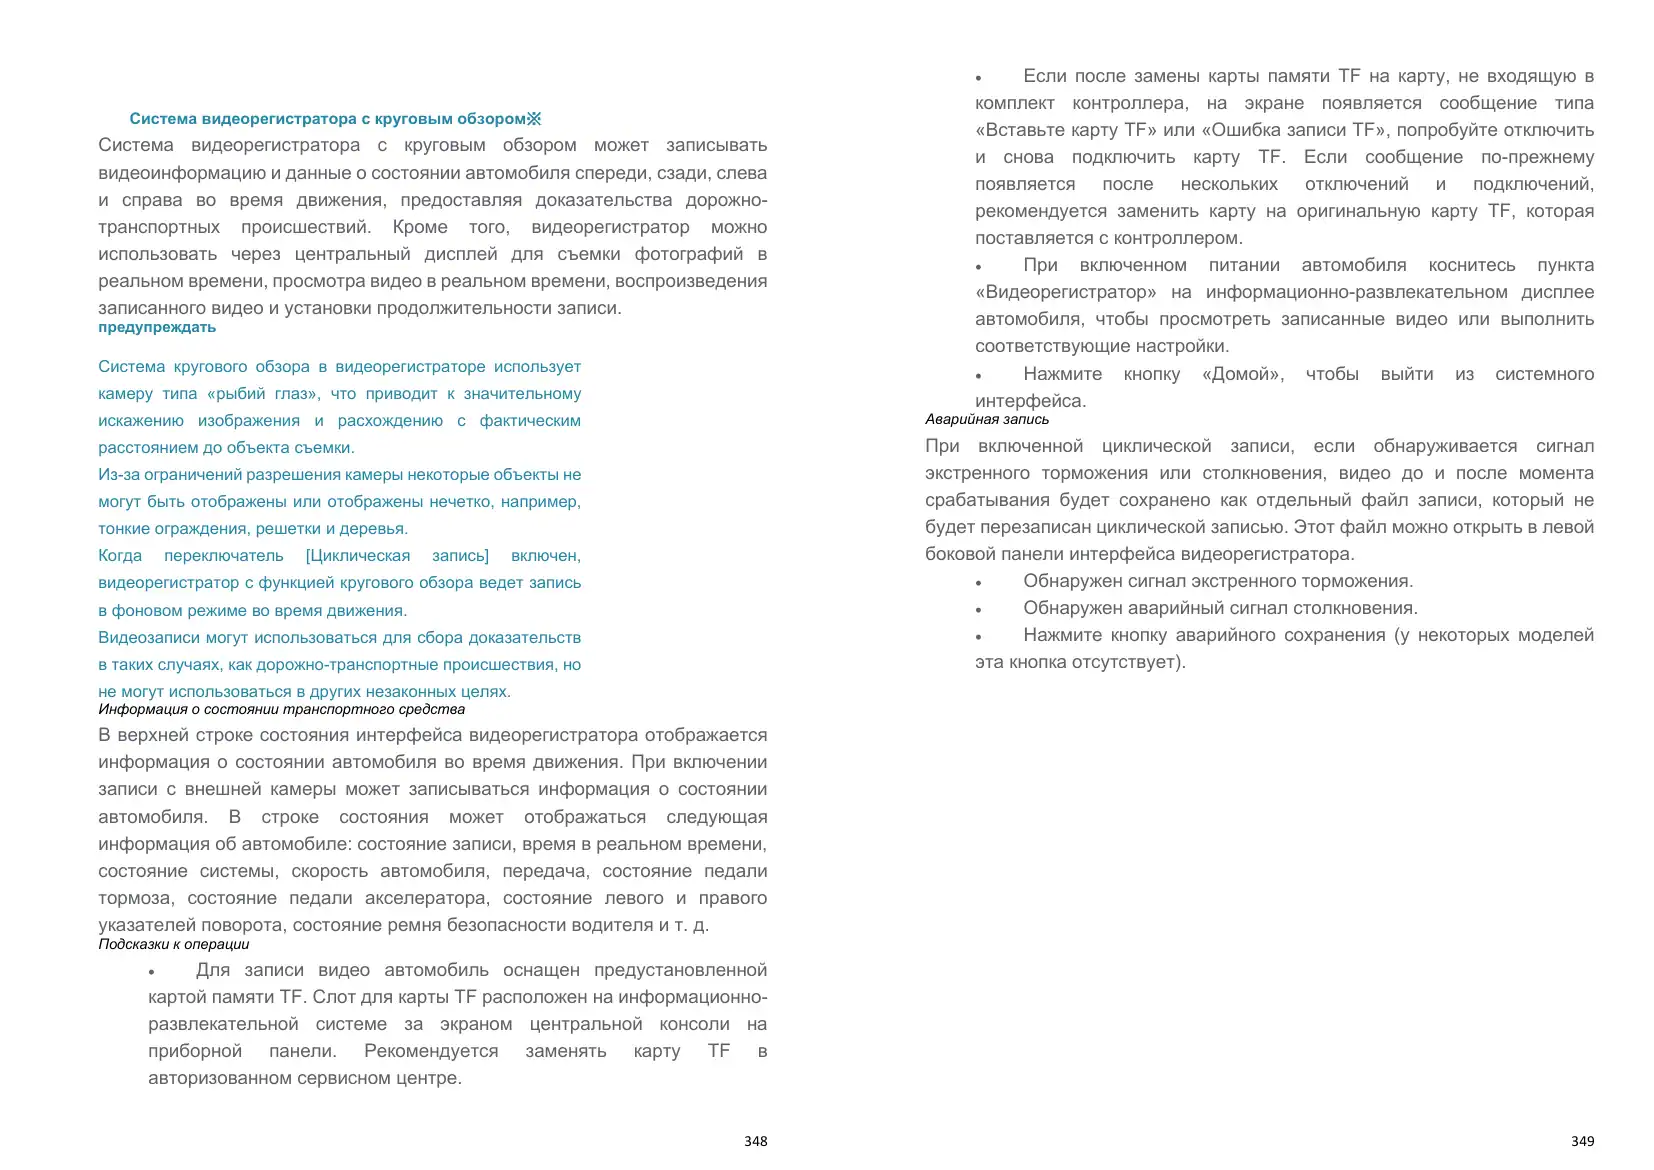 Система видеорегистратора с круговым обзором※
Система видеорегистратора с круговым обзором может записывать
видеоинформацию и данные о состоянии автомобиля спереди, сзади, слева
и справа во время движения, предоставляя доказательства дорожно-
транспортных происшествий. Кроме того, видеорегистратор можно
использовать через центральный дисплей для съемки фотографий в
реальном времени, просмотра видео в реальном времени, воспроизведения
записанного видео и установки продолжительности записи.
предупреждать
Система кругового обзора в видеорегистраторе использует
камеру типа «рыбий глаз», что приводит к значительному
искажению изображения и расхождению с фактическим
расстоянием до объекта съемки.
Из-за ограничений разрешения камеры некоторые объекты не
могут быть отображены или отображены нечетко, например,
тонкие ограждения, решетки и деревья.
Когда переключатель [Циклическая запись] включен,
видеорегистратор с функцией кругового обзора ведет запись
в фоновом режиме во время движения.
Видеозаписи могут использоваться для сбора доказательств
в таких случаях, как дорожно-транспортные происшествия, но
не могут использоваться в других незаконных целях.
Информация о состоянии транспортного средства
В верхней строке состояния интерфейса видеорегистратора отображается
информация о состоянии автомобиля во время движения. При включении
записи с внешней камеры может записываться информация о состоянии
автомобиля. В строке состояния может отображаться следующая
информация об автомобиле: состояние записи, время в реальном времени,
состояние системы, скорость автомобиля, передача, состояние педали
тормоза, состояние педали акселератора, состояние левого и правого
указателей поворота, состояние ремня безопасности водителя и т. д.
Подсказки к операции
• Для записи видео автомобиль оснащен предустановленной
картой памяти TF. Слот для карты TF расположен на информационно-
развлекательной системе за экраном центральной консоли на
приборной панели. Рекомендуется заменять карту TF в
авторизованном сервисном центре.
348
• Если после замены карты памяти TF на карту, не входящую в
комплект контроллера, на экране появляется сообщение типа
«Вставьте карту TF» или «Ошибка записи TF», попробуйте отключить
и снова подключить карту TF. Если сообщение по-прежнему
появляется после нескольких отключений и подключений,
рекомендуется заменить карту на оригинальную карту TF, которая
поставляется с контроллером.
• При включенном питании автомобиля коснитесь пункта
«Видеорегистратор» на информационно-развлекательном дисплее
автомобиля, чтобы просмотреть записанные видео или выполнить
соответствующие настройки.
• Нажмите кнопку «Домой», чтобы выйти из системного
интерфейса.
Аварийная запись
При включенной циклической записи, если обнаруживается сигнал
экстренного торможения или столкновения, видео до и после момента
срабатывания будет сохранено как отдельный файл записи, который не
будет перезаписан циклической записью. Этот файл можно открыть в левой
боковой панели интерфейса видеорегистратора.
• Обнаружен сигнал экстренного торможения.
• Обнаружен аварийный сигнал столкновения.
• Нажмите кнопку аварийного сохранения (у некоторых моделей
эта кнопка отсутствует).
349